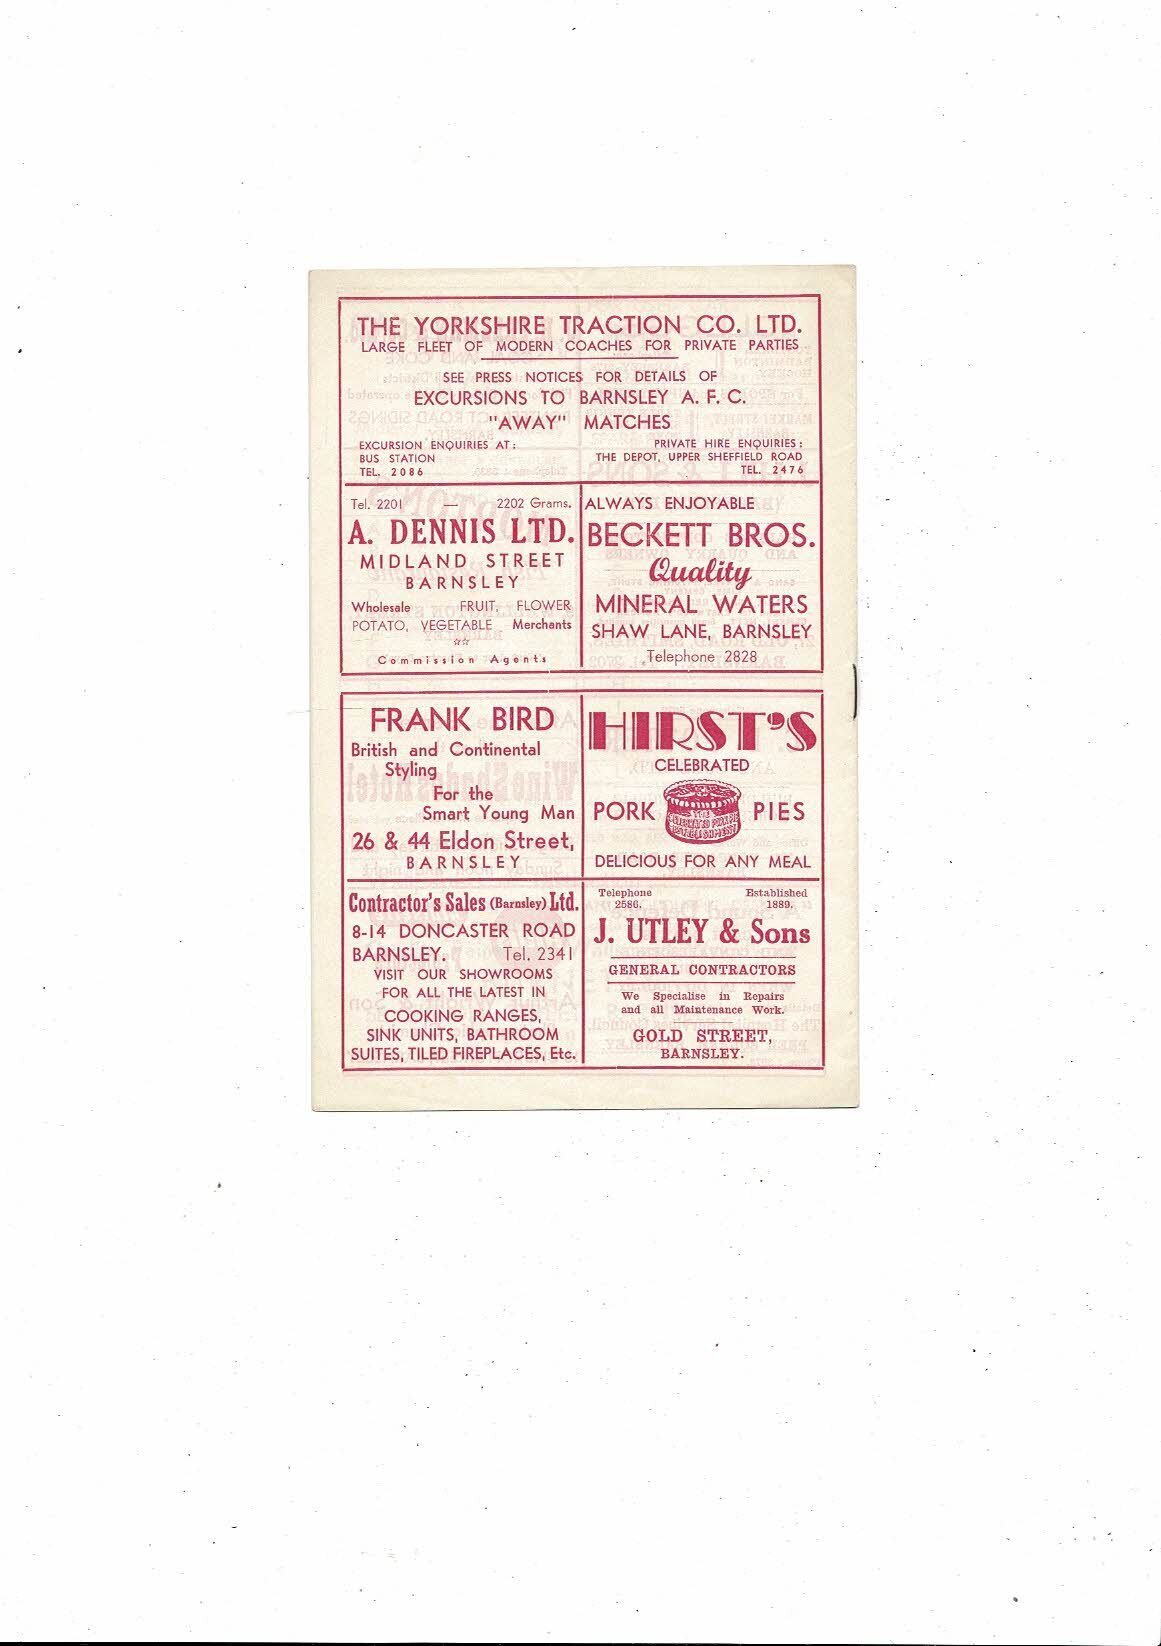 THE YORKSHIRE TRACTION CO. LTD.
LARGE FLEET OF MODERN COACHES FOR PRIVATE PARTIES
SEE PRESS NOTICES FOR DETAILS OF
EXCURSIONS TO BARNSLEY A. F. C.
"AWAY" MATCHES
EXCURSION ENQUIRIES AT:
BUS STATION
TEL. 2086
PRIVATE HIRE ENQUIRIES:
THE DEPOT, UPPER SHEFFIELD ROAD
TEL. 2476
Tel. 2201 — 2202 Grams.
A. DENNIS LTD.
MIDLAND STREET
BARNSLEY
Wholesale FRUIT, FLOWER
POTATO, VEGETABLE Merchants
☆☆
Commission Agents
ALWAYS ENJOYABLE
BECKETT BROS.
Quality
MINERAL WATERS
SHAW LANE, BARNSLEY
Telephone 2828
FRANK BIRD
British and Continental
Styling
For the
Smart Young Man
26 & 44 Eldon Street,
BARNSLEY
HIRST'S
CELEBRATED
PORK PIES
THE
CELEBRATED PORK PIE
ESTABLISHMENT
DELICIOUS FOR ANY MEAL
Contractor's Sales (Barnsley) Ltd.
8-14 DONCASTER ROAD
BARNSLEY. Tel. 2341
VISIT OUR SHOWROOMS
FOR ALL THE LATEST IN
COOKING RANGES,
SINK UNITS, BATHROOM
SUITES, TILED FIREPLACES, Etc.
Telephone 2586.
Established 1889.
J. UTLEY & Sons
GENERAL CONTRACTORS
We Specialise in Repairs
and all Maintenance Work.
GOLD STREET,
BARNSLEY.